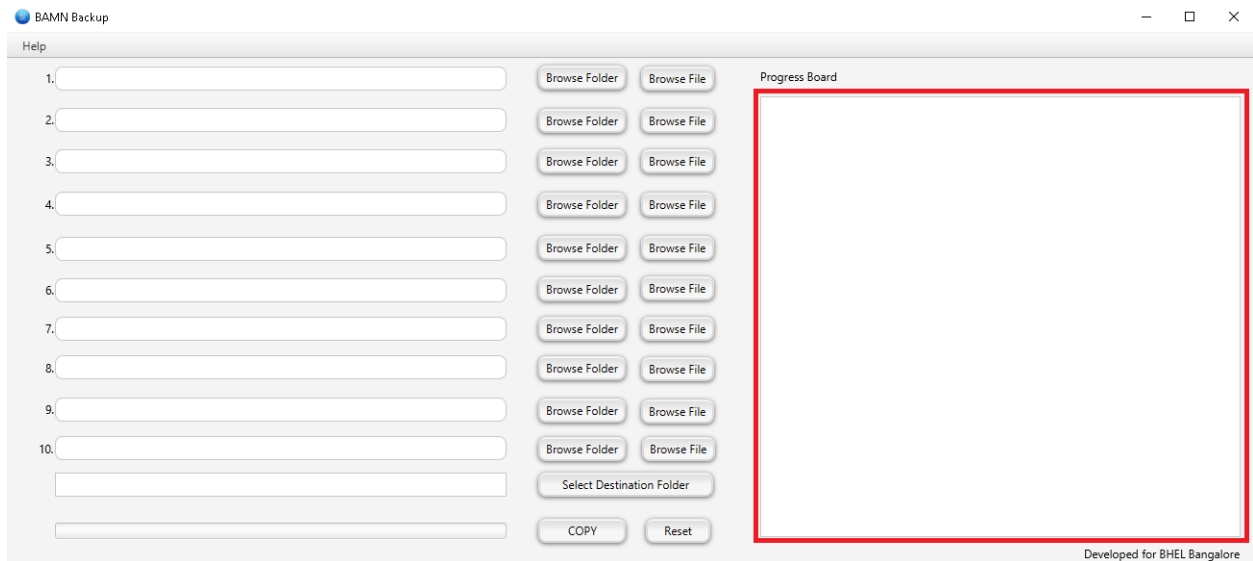 BAMN Backup
Help
1. Browse Folder Browse File
2. Browse Folder Browse File
3. Browse Folder Browse File
4. Browse Folder Browse File
5. Browse Folder Browse File
6. Browse Folder Browse File
7. Browse Folder Browse File
8. Browse Folder Browse File
9. Browse Folder Browse File
10. Browse Folder Browse File
Select Destination Folder
COPY Reset
Progress Board
Developed for BHEL Bangalore